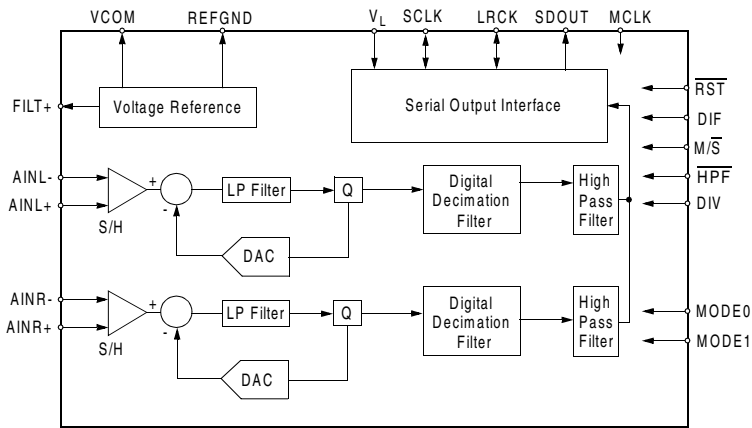 VCOM
REFGND
VL
SCLK
LRCK
SDOUT
MCLK
FILT+
Voltage Reference
Serial Output Interface
RST
DIF
M/S
HPF
DIV
AINL-
AINL+
S/H
+
-
LP Filter
Q
DAC
Digital
Decimation
Filter
High
Pass
Filter
AINR-
AINR+
S/H
+
-
LP Filter
Q
DAC
Digital
Decimation
Filter
High
Pass
Filter
MODE0
MODE1